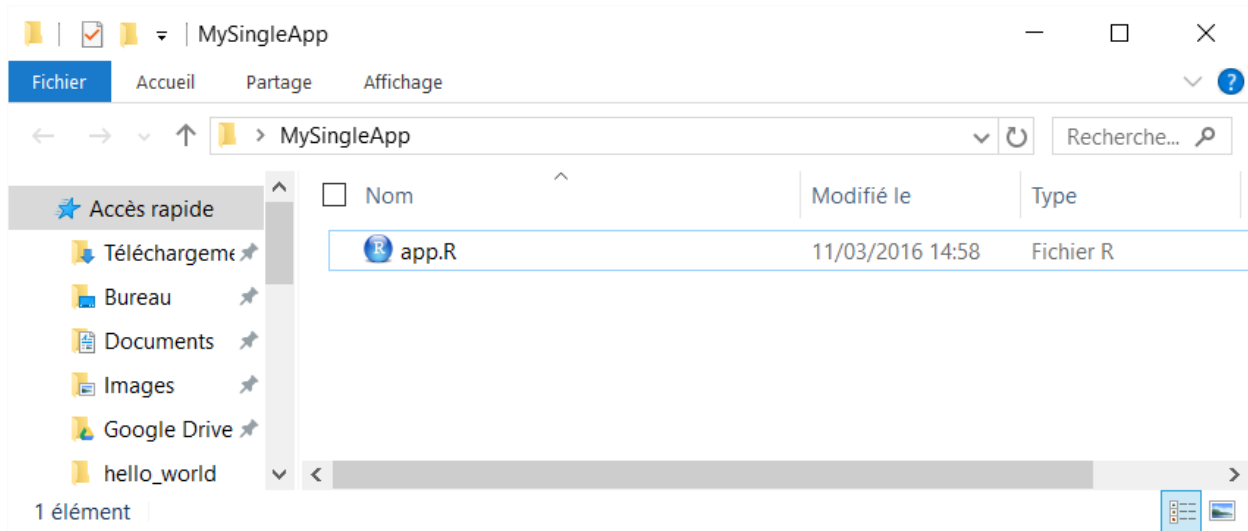 MySingleApp
Fichier Accueil Partage Affichage ?
MySingleApp Recherche...
Nom Modifié le Type
Accès rapide
Téléchargeme
app.R 11/03/2016 14:58 Fichier R
Bureau
Documents
Images
Google Drive
hello_world
1 élément